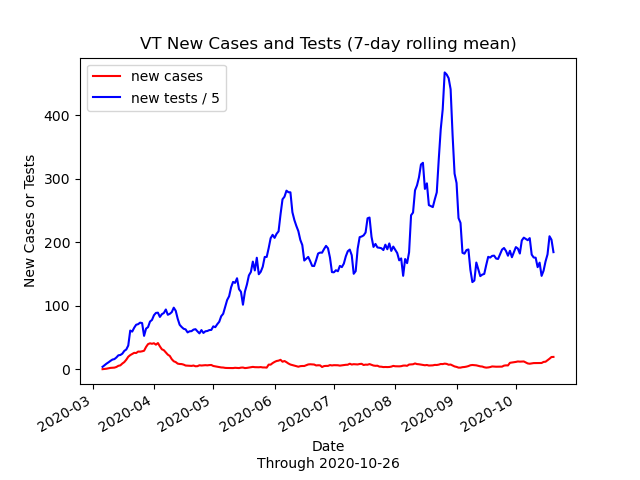 VT New Cases and Tests (7-day rolling mean)
new cases
new tests / 5
New Cases or Tests
400
300
200
100
0
2020-03
2020-04
2020-05
2020-06
2020-07
2020-08
2020-09
2020-10
Date
Through 2020-10-26